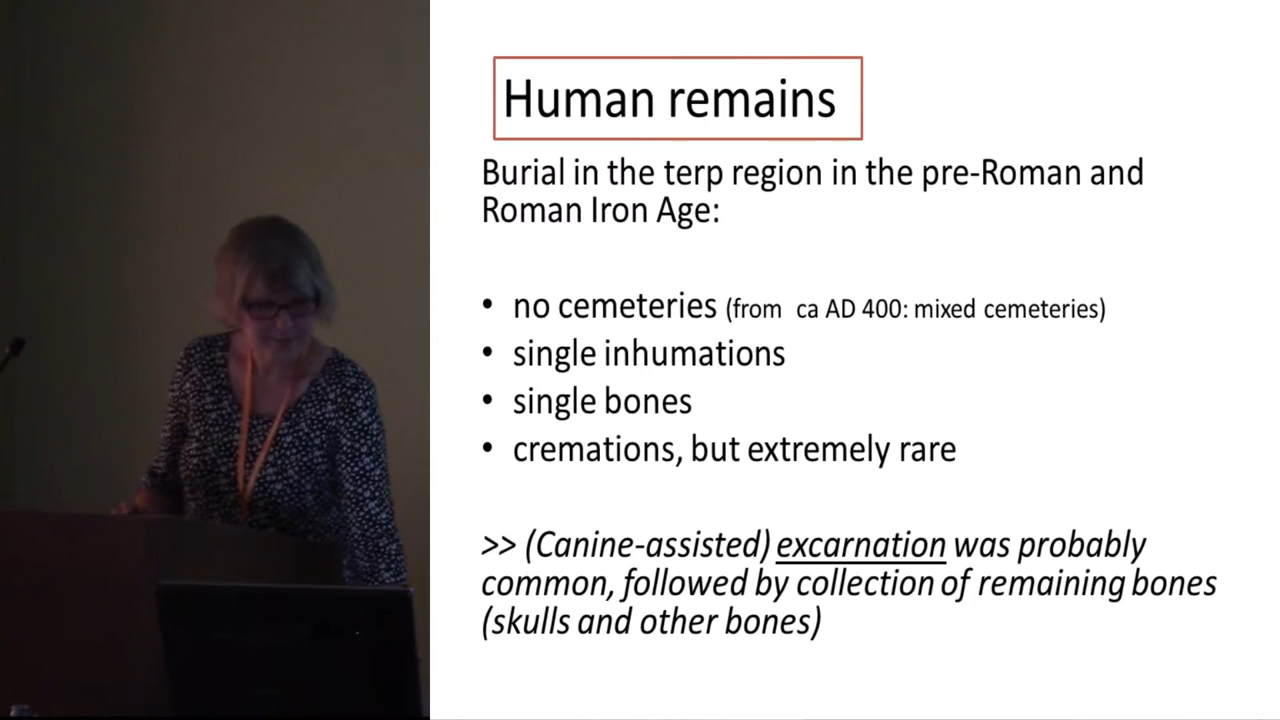 Human remains
Burial in the terp region in the pre-Roman and
Roman Iron Age:
• no cemeteries (from ca AD 400: mixed cemeteries)
• single inhumations
• single bones
• cremations, but extremely rare
>> (Canine-assisted) excarnation was probably
common, followed by collection of remaining bones
(skulls and other bones)